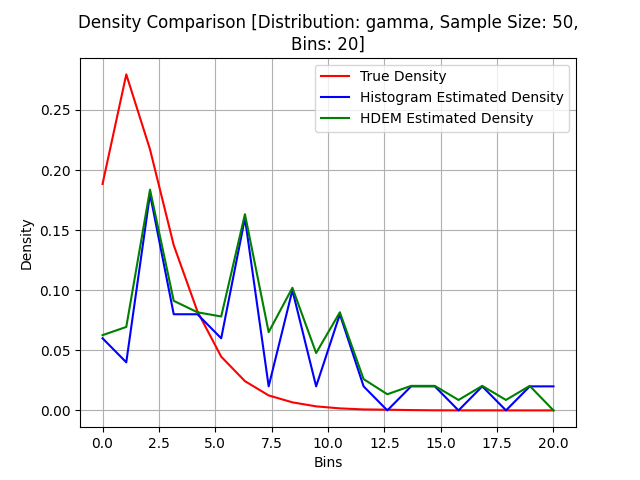 Density Comparison [Distribution: gamma, Sample Size: 50,
Bins: 20]
True Density
Histogram Estimated Density
HDEM Estimated Density
Density
0.25
0.20
0.15
0.10
0.05
0.00
0.0 2.5 5.0 7.5 10.0 12.5 15.0 17.5 20.0
Bins